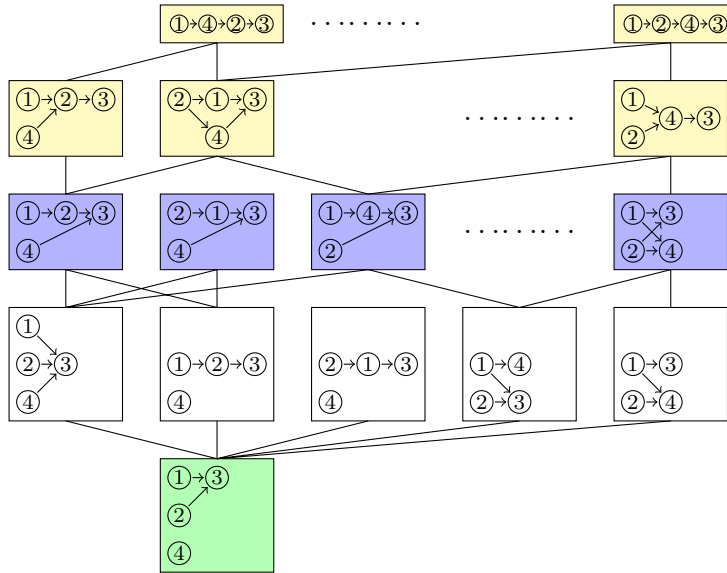 ①→④→②→③ ········· ①→②→④→③
①→②→③ ②→①→③ ①
④ ④ ········· ④→③
②
①→②→③ ②→①→③ ①→④→③ ①→③
④ ④ ② ········· ②→④
①
②→③ ①→②→③ ②→①→③ ①→④ ①→③
④ ④ ④ ②→③ ②→④
①→③
②
④